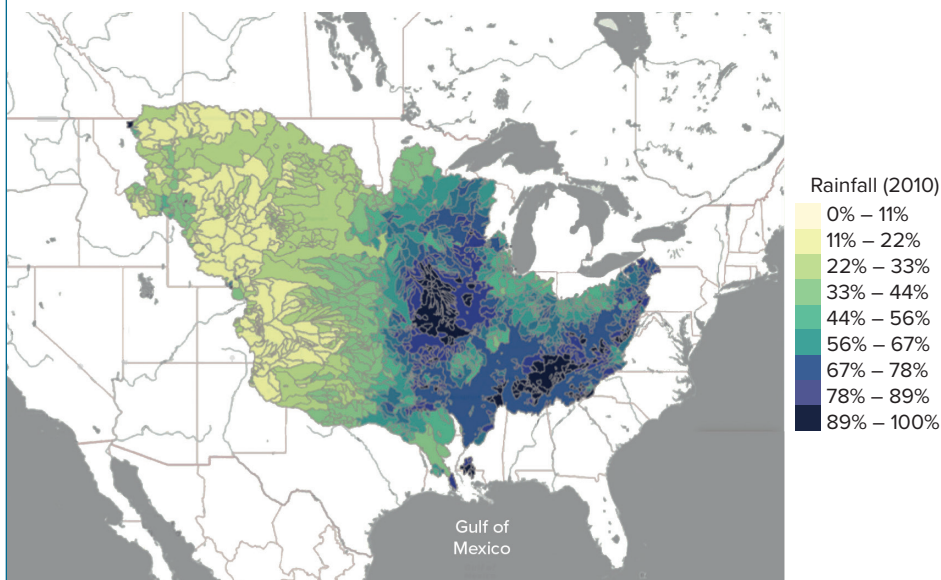 Rainfall (2010)
0% – 11%
11% – 22%
22% – 33%
33% – 44%
44% – 56%
56% – 67%
67% – 78%
78% – 89%
89% – 100%
Gulf of
Mexico